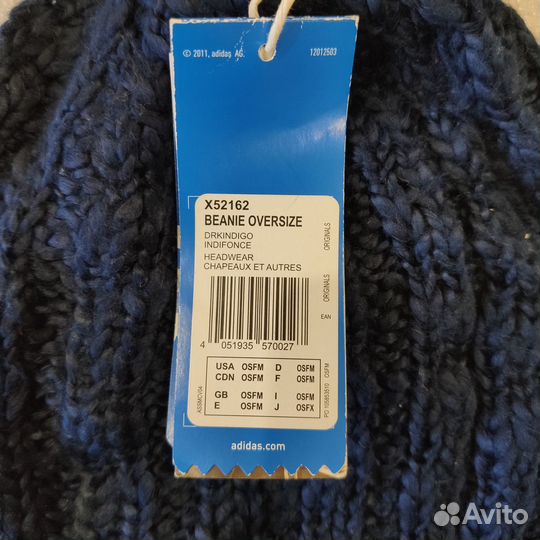 © 2011, adidas AG. 12012503
X52162
BEANIE OVERSIZE
DRKINDIGO
INDIFONCE
HEADWEAR
CHAPEAUX ET AUTRES
ORIGINALS
ORIGINALS
EAN
4 051935 570027
USA OSFM D OSFM
CDN OSFM F OSFM
GB OSFM I OSFM
E OSFM J OSFX
OSFM
adidas.com
Avito